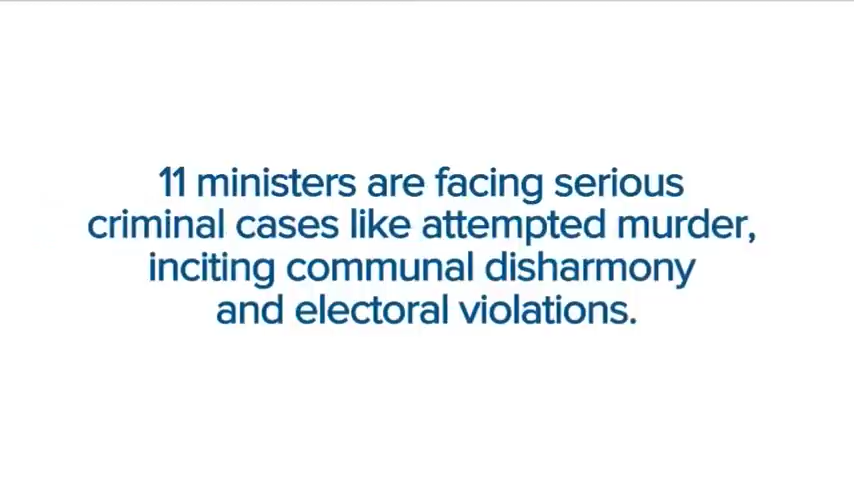 11 ministers are facing serious
criminal cases like attempted murder,
inciting communal disharmony
and electoral violations.